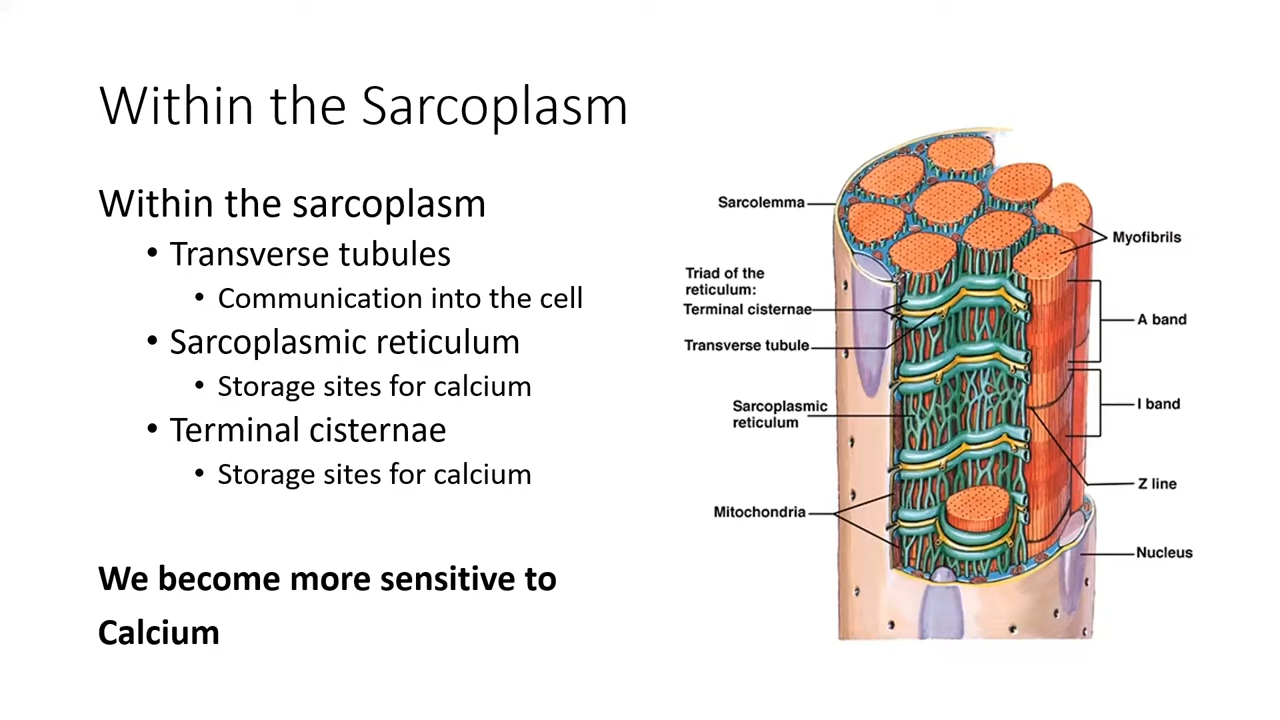 Within the Sarcoplasm
Within the sarcoplasm
• Transverse tubules
• Communication into the cell
• Sarcoplasmic reticulum
• Storage sites for calcium
• Terminal cisternae
• Storage sites for calcium
We become more sensitive to
Calcium
Sarcolemma
Triad of the
reticulum:
Terminal cisternae
Transverse tubule
Sarcoplasmic
reticulum
Mitochondria
Myofibrils
A band
I band
Z line
Nucleus